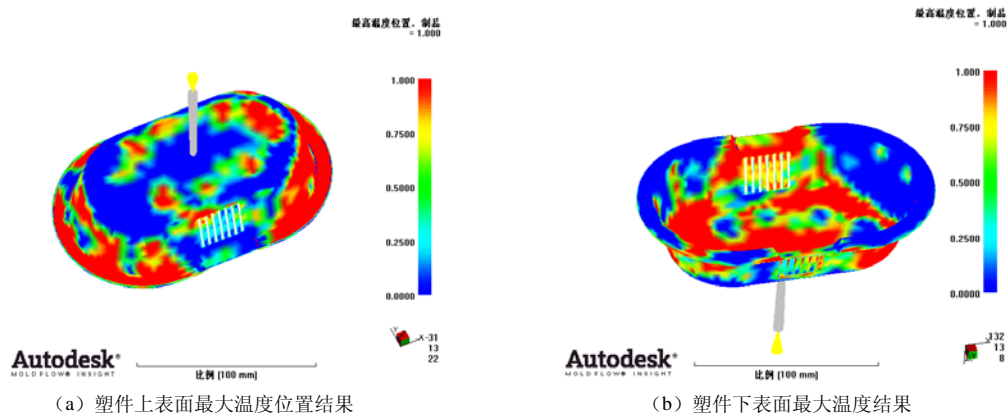 最高温度位置，制品
= 1.000
1.000
0.7500
0.5000
0.2500
0.0000
-31
13
22
Autodesk®
MOLDFLOW® INSIGHT
比例 (100 mm)
（a）塑件上表面最大温度位置结果
最高温度位置，制品
= 1.000
1.000
0.7500
0.5000
0.2500
0.0000
132
13
8
Autodesk®
MOLDFLOW® INSIGHT
比例 (100 mm)
（b）塑件下表面最大温度结果